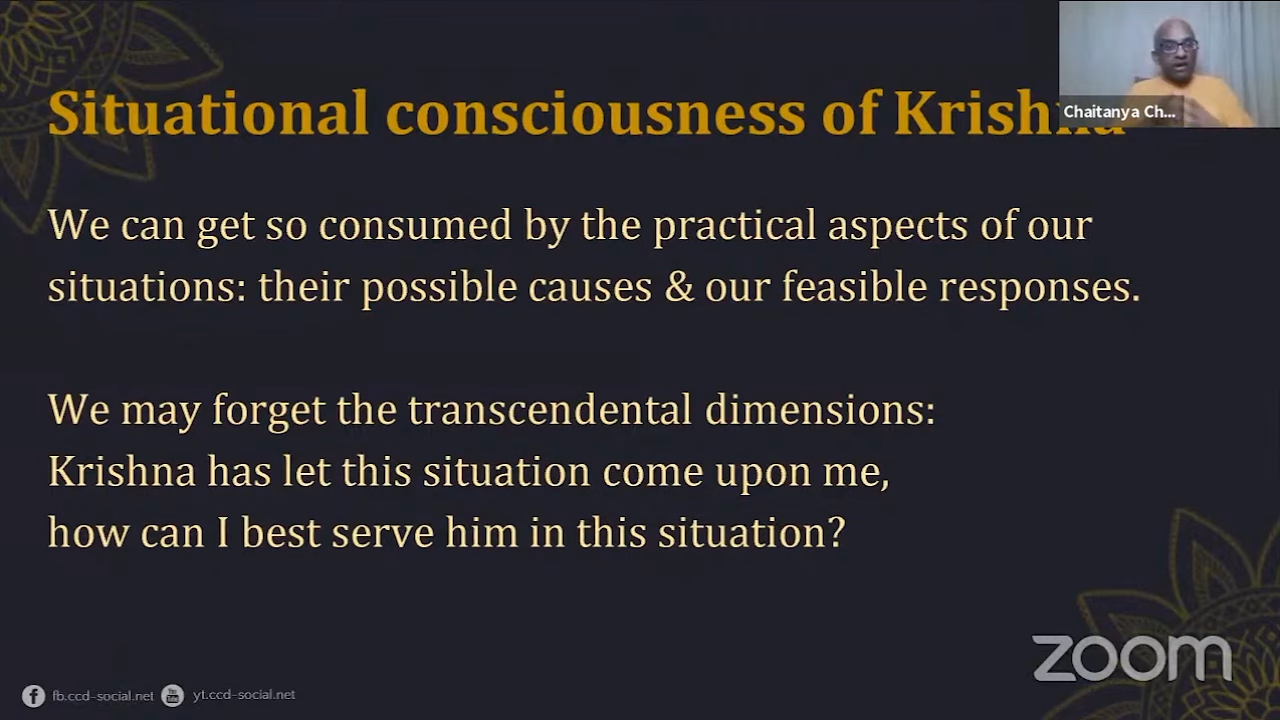 Situational consciousness of
Chaitanya Ch...
We can get so consumed by the practical aspects of our
situations: their possible causes & our feasible responses.
We may forget the transcendental dimensions:
Krishna has let this situation come upon me,
how can I best serve him in this situation?
zoom
fb.ccd-social.net
yt.ccd-social.net